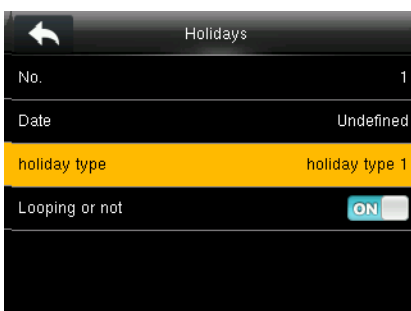 Holidays
No. 1
Date Undefined
holiday type holiday type 1
Looping or not ON